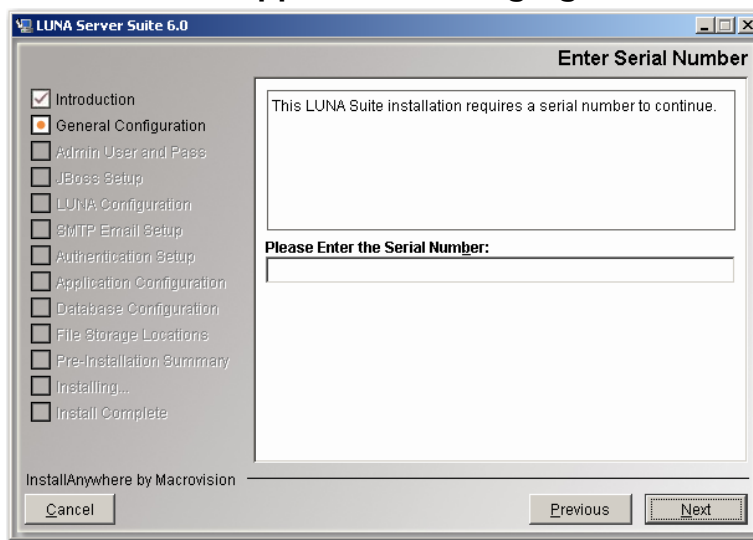 LUNA Server Suite 6.0
Enter Serial Number
Introduction
General Configuration
Admin User and Pass
JBoss Setup
LUNA Configuration
SMTP Email Setup
Authentication Setup
Application Configuration
Database Configuration
File Storage Locations
Pre-Installation Summary
Installing...
Install Complete
This LUNA Suite installation requires a serial number to continue.
Please Enter the Serial Number:
InstallAnywhere by Macrovision
Cancel
Previous
Next